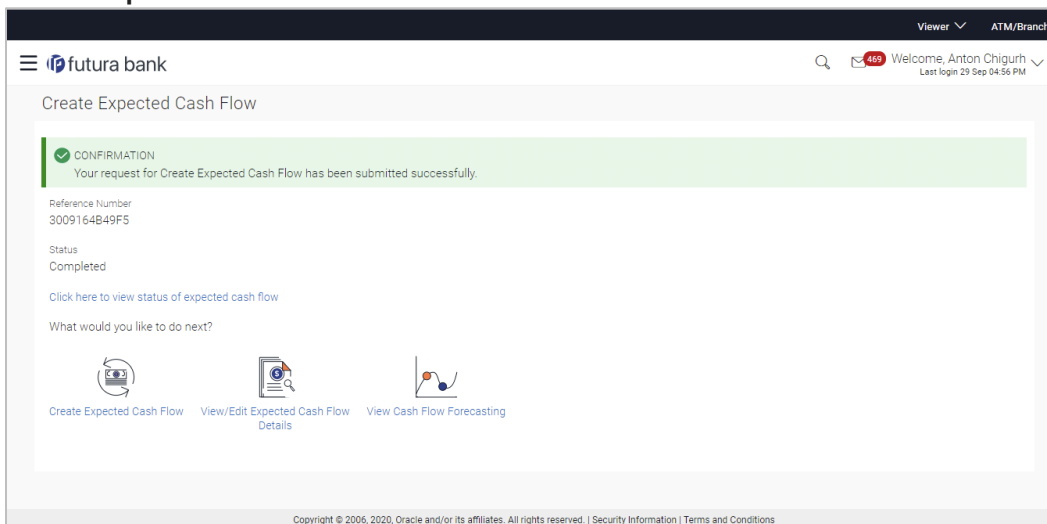 Viewer ATM/Branch
futura bank
469 Welcome, Anton Chigurh
Last login 29 Sep 04:56 PM
Create Expected Cash Flow
CONFIRMATION
Your request for Create Expected Cash Flow has been submitted successfully.
Reference Number
3009164B49F5
Status
Completed
Click here to view status of expected cash flow
What would you like to do next?
Create Expected Cash Flow View/Edit Expected Cash Flow View Cash Flow Forecasting
Details
Copyright © 2006, 2020, Oracle and/or its affiliates. All rights reserved. | Security Information | Terms and Conditions